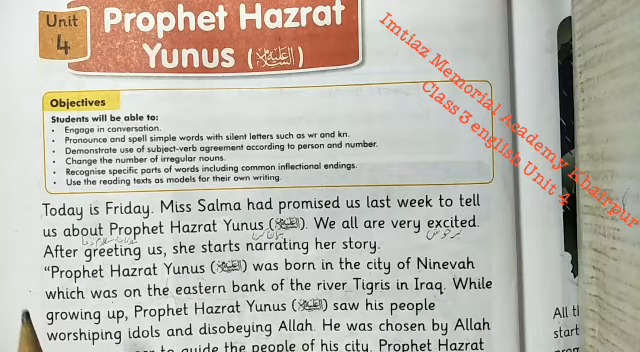 Unit
4
Prophet Hazrat
Yunus (علیہ السلام)
Objectives
Students will be able to:
• Engage in conversation.
• Pronounce and spell simple words with silent letters such as wr and kn.
• Demonstrate use of subject-verb agreement according to person and number.
• Change the number of irregular nouns.
• Recognise specific parts of words including common inflectional endings.
• Use the reading texts as models for their own writing.
Today is Friday. Miss Salma had promised us last week to tell
us about Prophet Hazrat Yunus (علیہ السلام). We all are very excited.
After greeting us, she starts narrating her story.
“Prophet Hazrat Yunus (علیہ السلام) was born in the city of Ninevah
which was on the eastern bank of the river Tigris in Iraq. While
growing up, Prophet Hazrat Yunus (علیہ السلام) saw his people
worshiping idols and disobeying Allah. He was chosen by Allah
to guide the people of his city. Prophet Hazrat
All t
start
Imtiaz Memorial Academy Khairpur
Class 3 english Unit 4